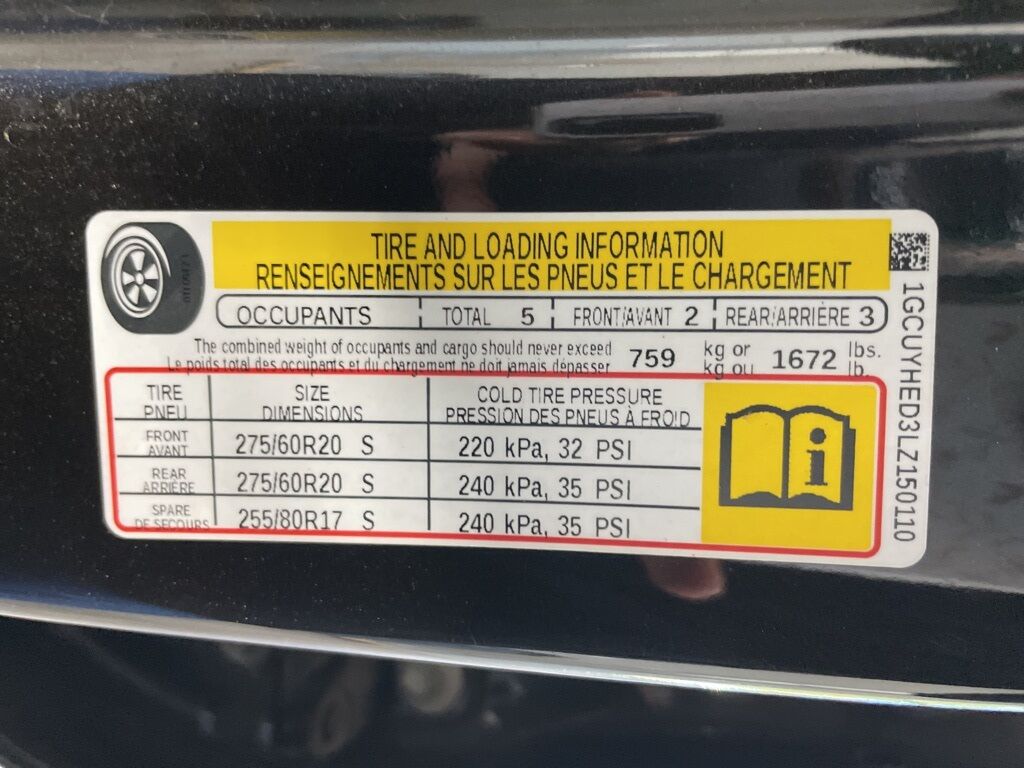 TIRE AND LOADING INFORMATION
RENSEIGNEMENTS SUR LES PNEUS ET LE CHARGEMENT
OCCUPANTS TOTAL 5 FRONT/AVANT 2 REAR/ARRIÈRE 3
The combined weight of occupants and cargo should never exceed 759 kg or 1672 lbs.
Le poids total des occupants et du chargement ne doit jamais dépasser kg ou lb.
TIRE SIZE COLD TIRE PRESSURE
PNEU DIMENSIONS PRESSION DES PNEUS À FROID
FRONT
AVANT 275/60R20 S 220 kPa, 32 PSI
REAR
ARRIÈRE 275/60R20 S 240 kPa, 35 PSI
SPARE
DE SECOURS 255/80R17 S 240 kPa, 35 PSI
i
1GCUYHED3LZ150110